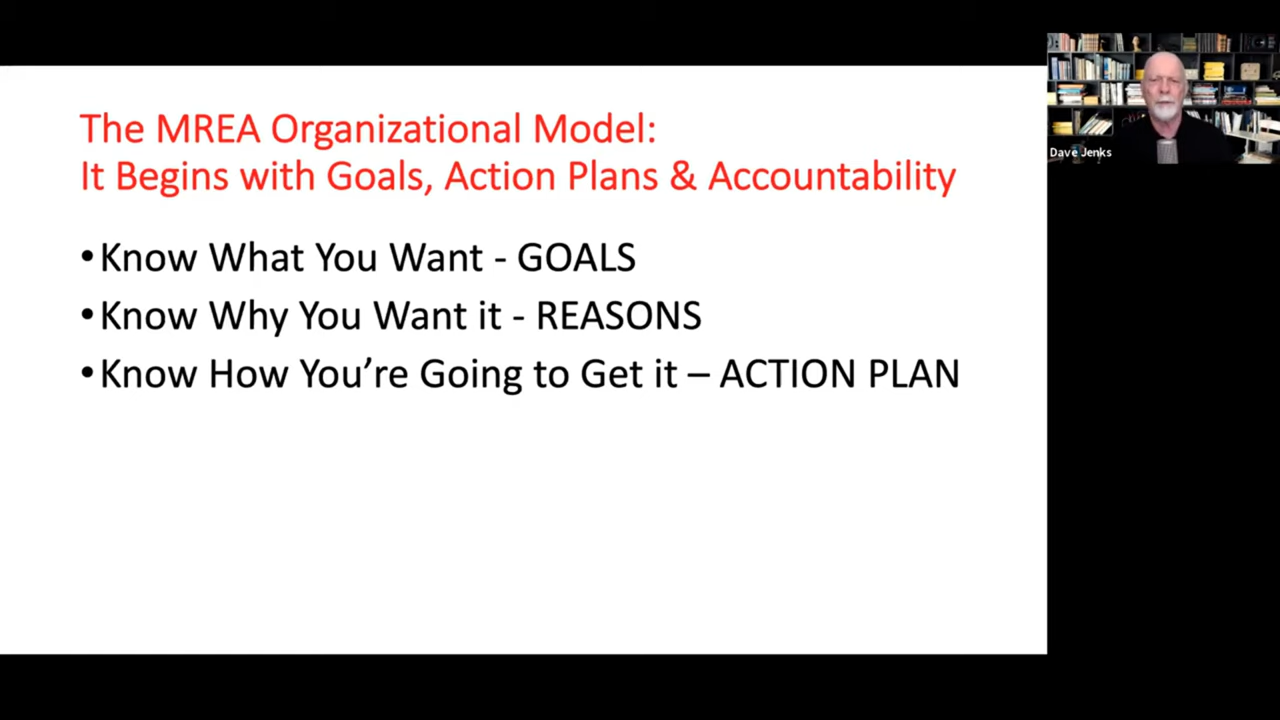 The MREA Organizational Model:
It Begins with Goals, Action Plans & Accountability
•Know What You Want - GOALS
•Know Why You Want it - REASONS
•Know How You’re Going to Get it – ACTION PLAN
Dave Jenks